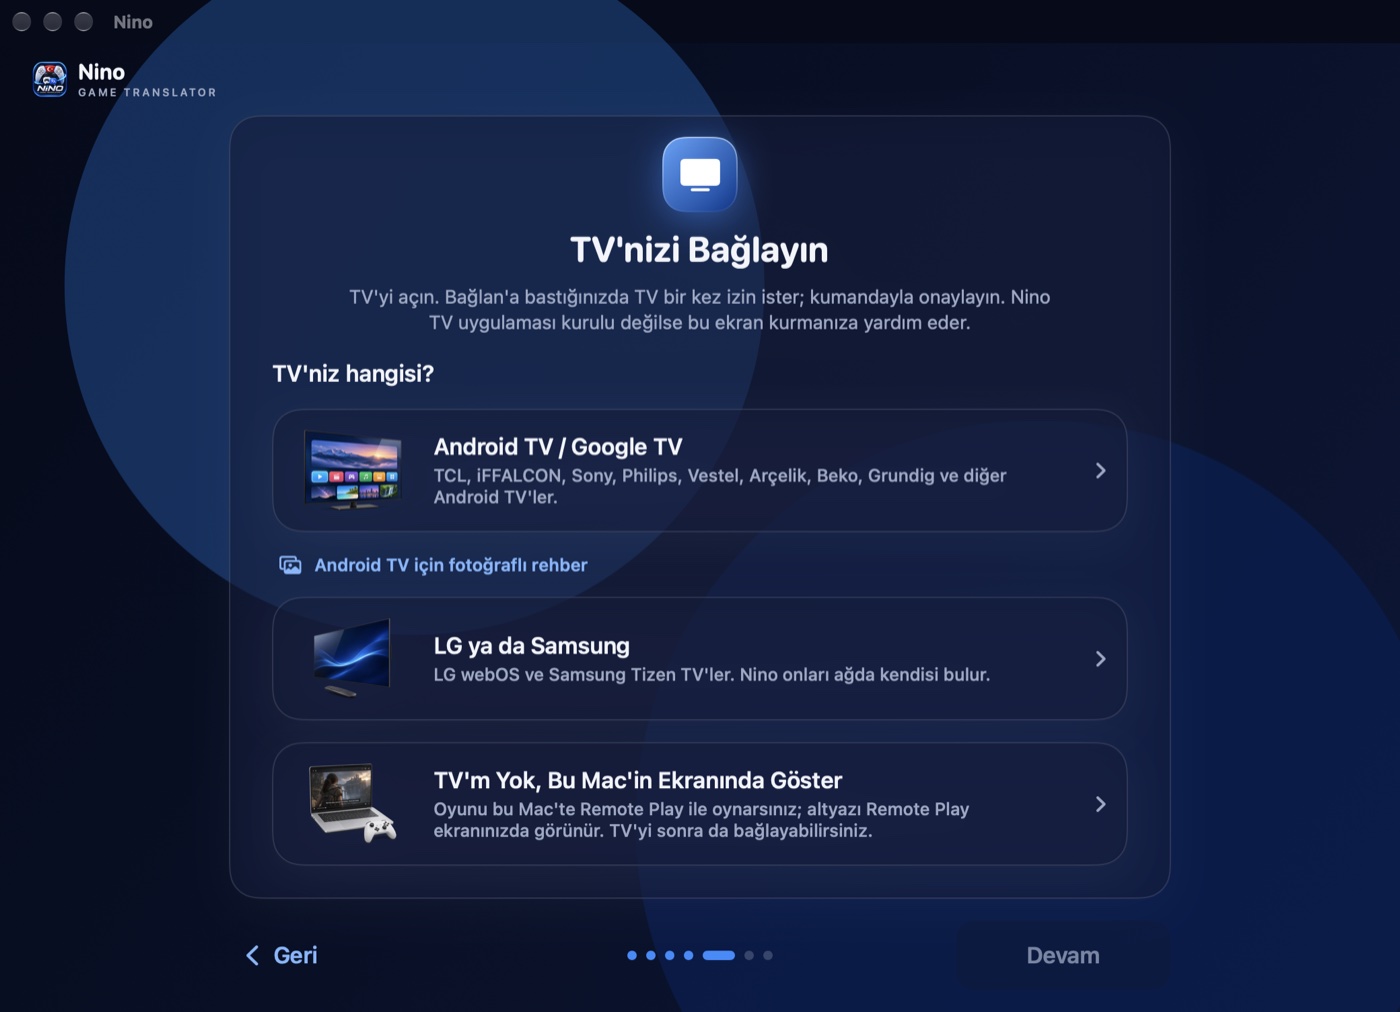 Nino
Nino
GAME TRANSLATOR
TV'nizi Bağlayın
TV'yi açın. Bağlan'a bastığınızda TV bir kez izin ister; kumandayla onaylayın. Nino
TV uygulaması kurulu değilse bu ekran kurmanıza yardım eder.
TV'niz hangisi?
Android TV / Google TV
TCL, iFFALCON, Sony, Philips, Vestel, Arçelik, Beko, Grundig ve diğer
Android TV'ler.
Android TV için fotoğraflı rehber
LG ya da Samsung
LG webOS ve Samsung Tizen TV'ler. Nino onları ağda kendisi bulur.
TV'm Yok, Bu Mac'in Ekranında Göster
Oyunu bu Mac'te Remote Play ile oynarsınız; altyazı Remote Play
ekranınızda görünür. TV'yi sonra da bağlayabilirsiniz.
Geri
Devam